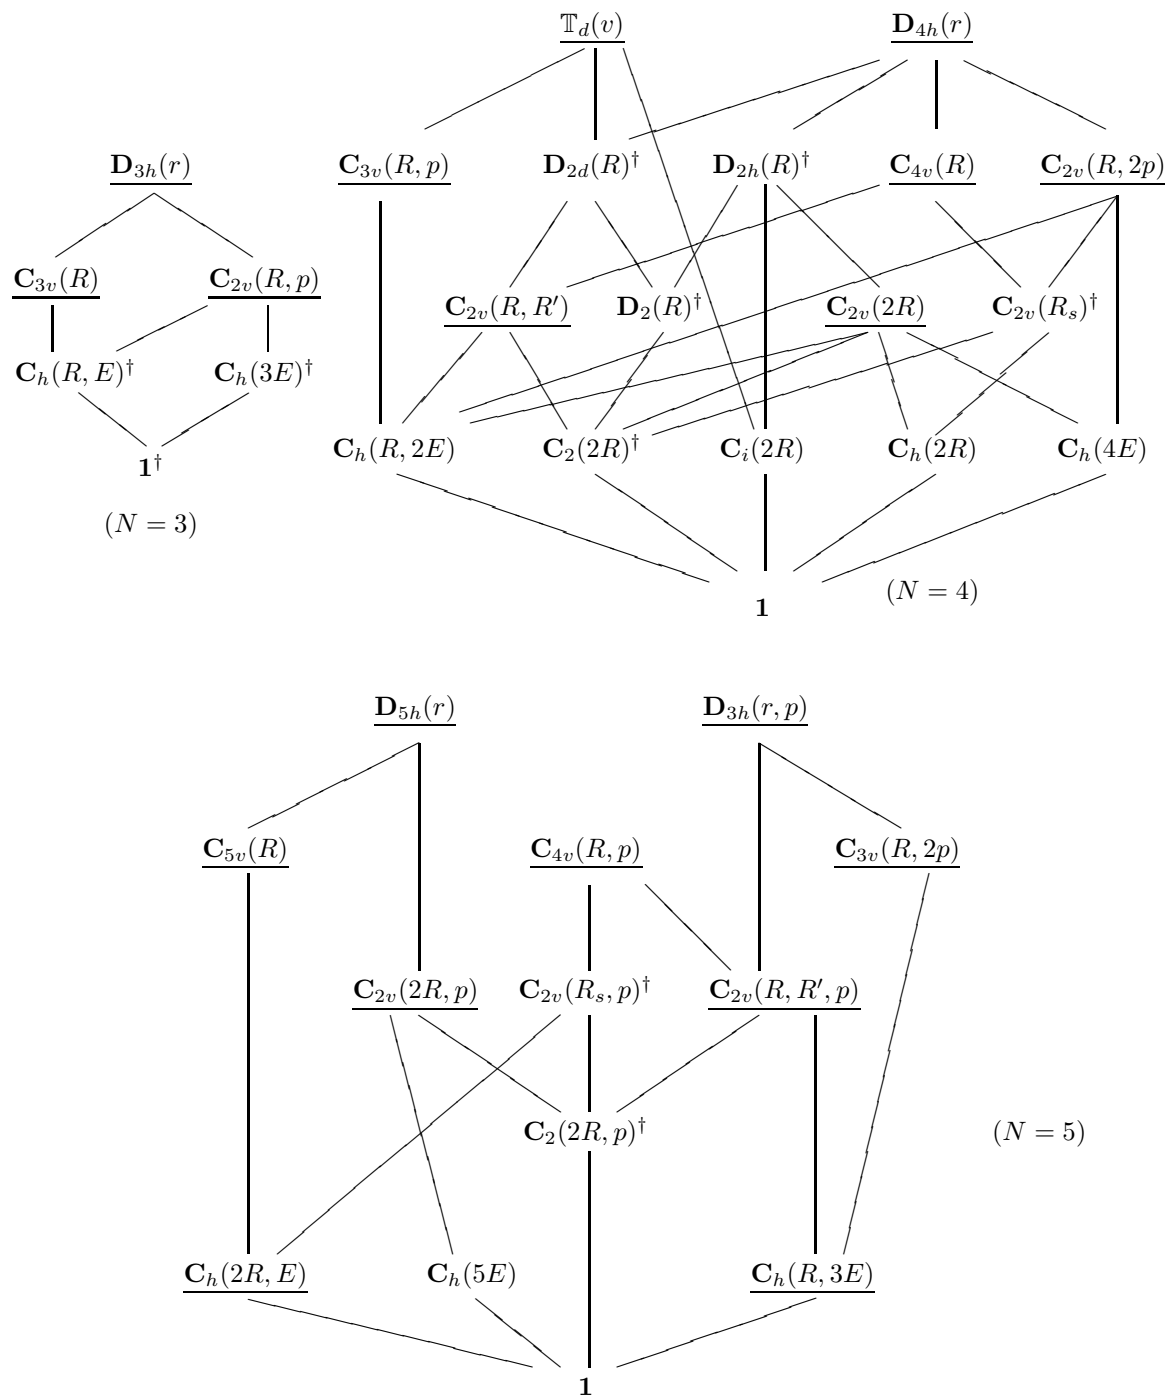 𝕋_d(v) D_{4h}(r)
D_{3h}(r) C_{3v}(R, p) D_{2d}(R)† D_{2h}(R)† C_{4v}(R) C_{2v}(R, 2p)
C_{3v}(R) C_{2v}(R, p) C_{2v}(R, R′) D_2(R)† C_{2v}(2R) C_{2v}(R_s)†
C_h(R, E)† C_h(3E)†
C_h(R, 2E) C_2(2R)† C_i(2R) C_h(2R) C_h(4E)
1†
(N = 3)
(N = 4)
1
D_{5h}(r) D_{3h}(r, p)
C_{5v}(R) C_{4v}(R, p) C_{3v}(R, 2p)
C_{2v}(2R, p) C_{2v}(R_s, p)† C_{2v}(R, R′, p)
C_2(2R, p)† (N = 5)
C_h(2R, E) C_h(5E) C_h(R, 3E)
1